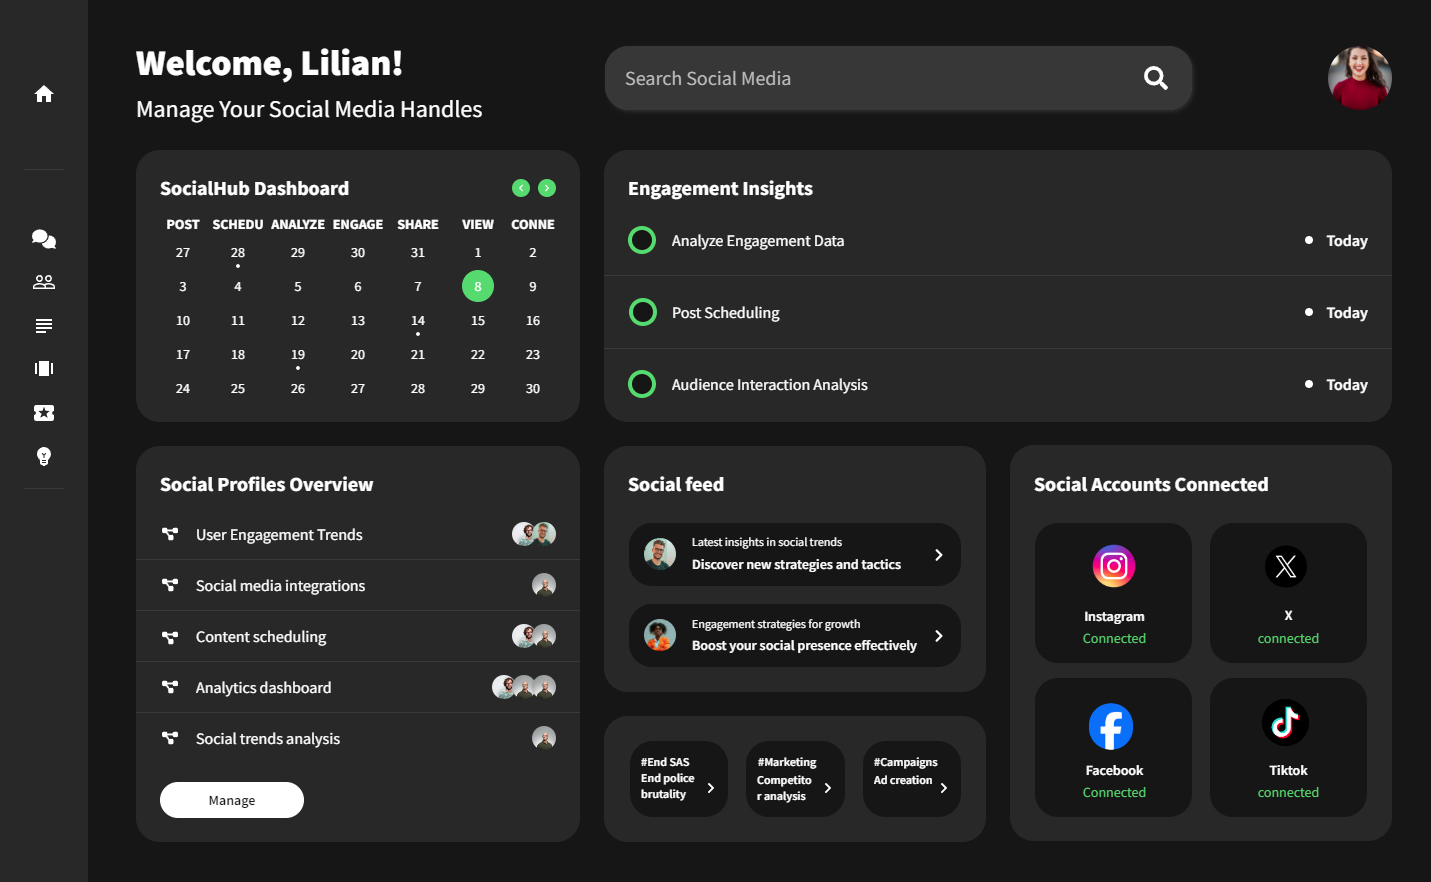 Welcome, Lilian!
Manage Your Social Media Handles
Search Social Media
SocialHub Dashboard
POST SCHEDU ANALYZE ENGAGE SHARE VIEW CONNE
27 28 29 30 31 1 2
3 4 5 6 7 8 9
10 11 12 13 14 15 16
17 18 19 20 21 22 23
24 25 26 27 28 29 30
Engagement Insights
Analyze Engagement Data Today
Post Scheduling Today
Audience Interaction Analysis Today
Social Profiles Overview
User Engagement Trends
Social media integrations
Content scheduling
Analytics dashboard
Social trends analysis
Manage
Social feed
Latest insights in social trends
Discover new strategies and tactics
Engagement strategies for growth
Boost your social presence effectively
#End SAS
End police
brutality
#Marketing
Competito
r analysis
#Campaigns
Ad creation
Social Accounts Connected
Instagram
Connected
X
connected
Facebook
Connected
Tiktok
connected